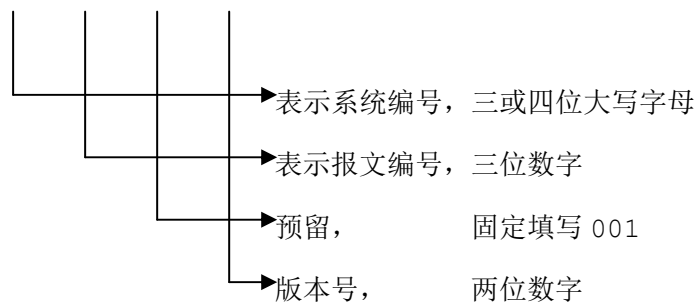 表示系统编号，三或四位大写字母
表示报文编号，三位数字
预留， 固定填写 001
版本号， 两位数字